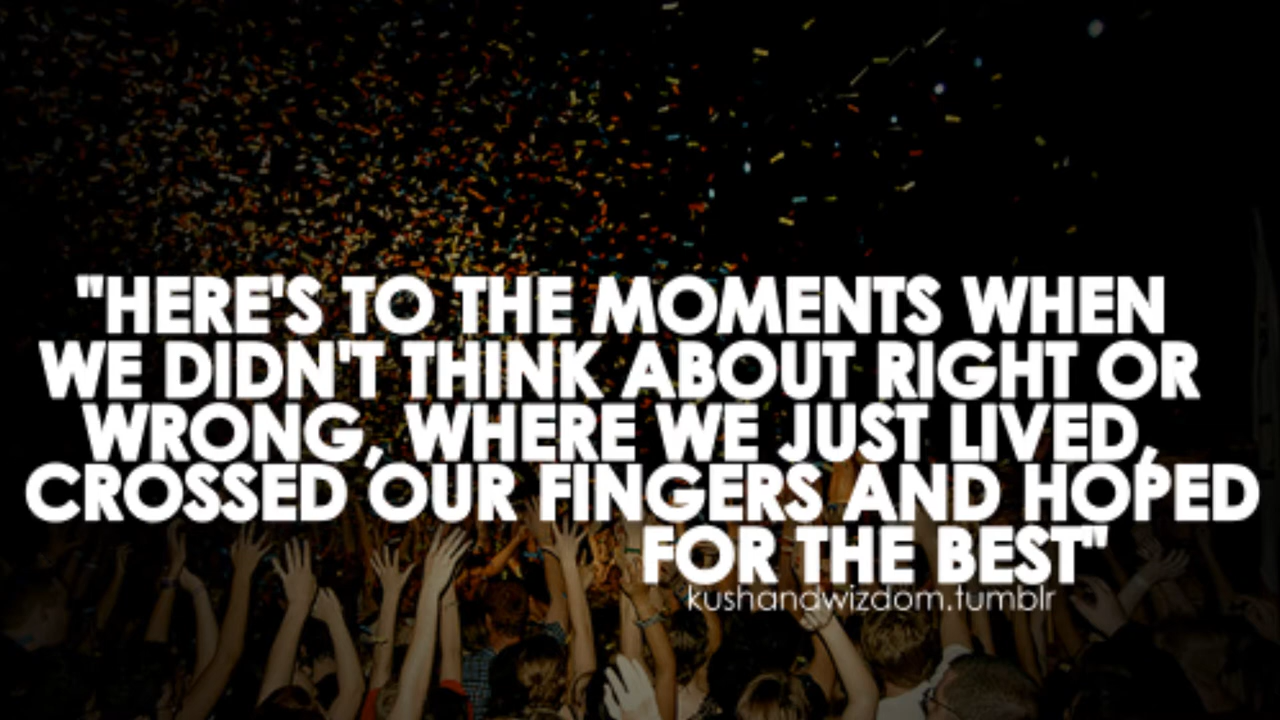 "HERE'S TO THE MOMENTS WHEN
WE DIDN'T THINK ABOUT RIGHT OR
WRONG, WHERE WE JUST LIVED,
CROSSED OUR FINGERS AND HOPED
FOR THE BEST"
kushandwizdom.tumblr